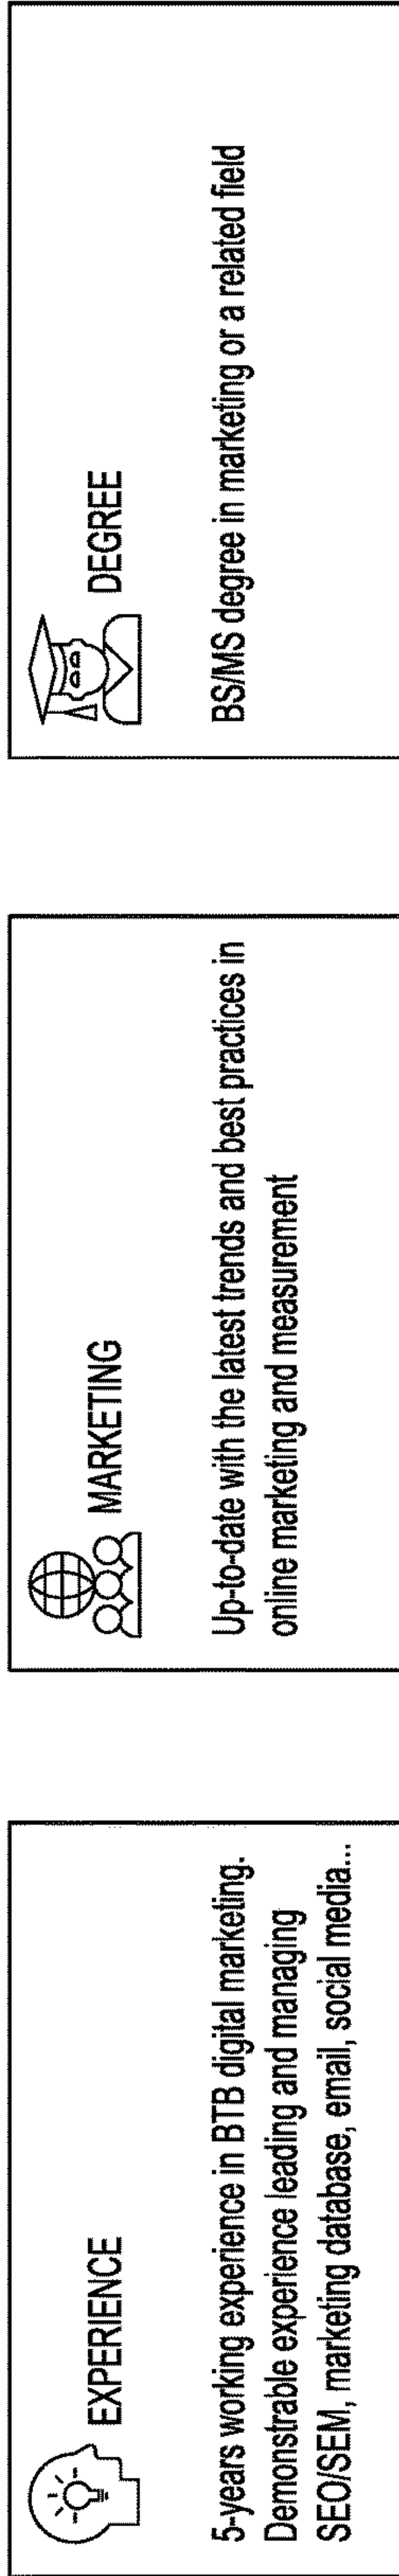 EXPERIENCE
5-years working experience in BTB digital marketing.
Demonstrable experience leading and managing
SEO/SEM, marketing database, email, social media...
MARKETING
Up-to-date with the latest trends and best practices in
online marketing and measurement
DEGREE
BS/MS degree in marketing or a related field